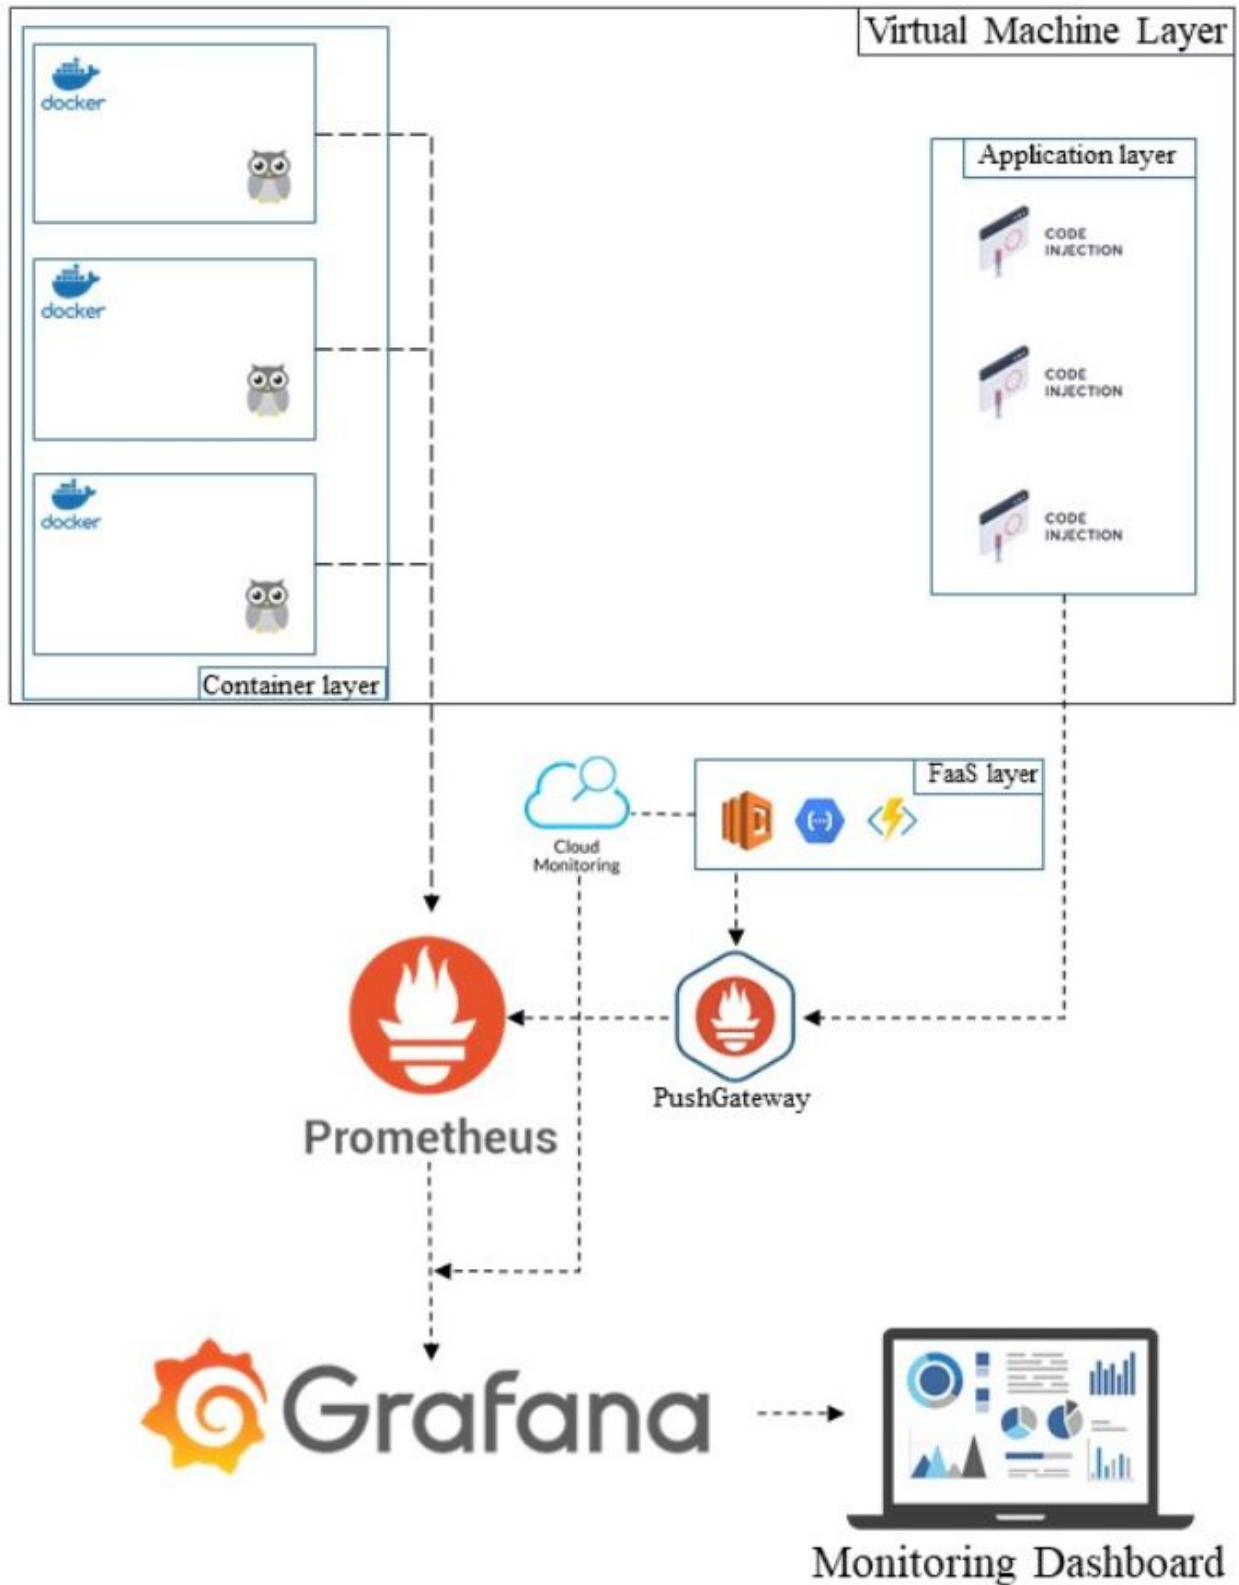 Virtual Machine Layer
docker
docker
docker
Container layer
Application layer
CODE
INJECTION
CODE
INJECTION
CODE
INJECTION
FaaS layer
Cloud
Monitoring
PushGateway
Prometheus
Grafana
Monitoring Dashboard